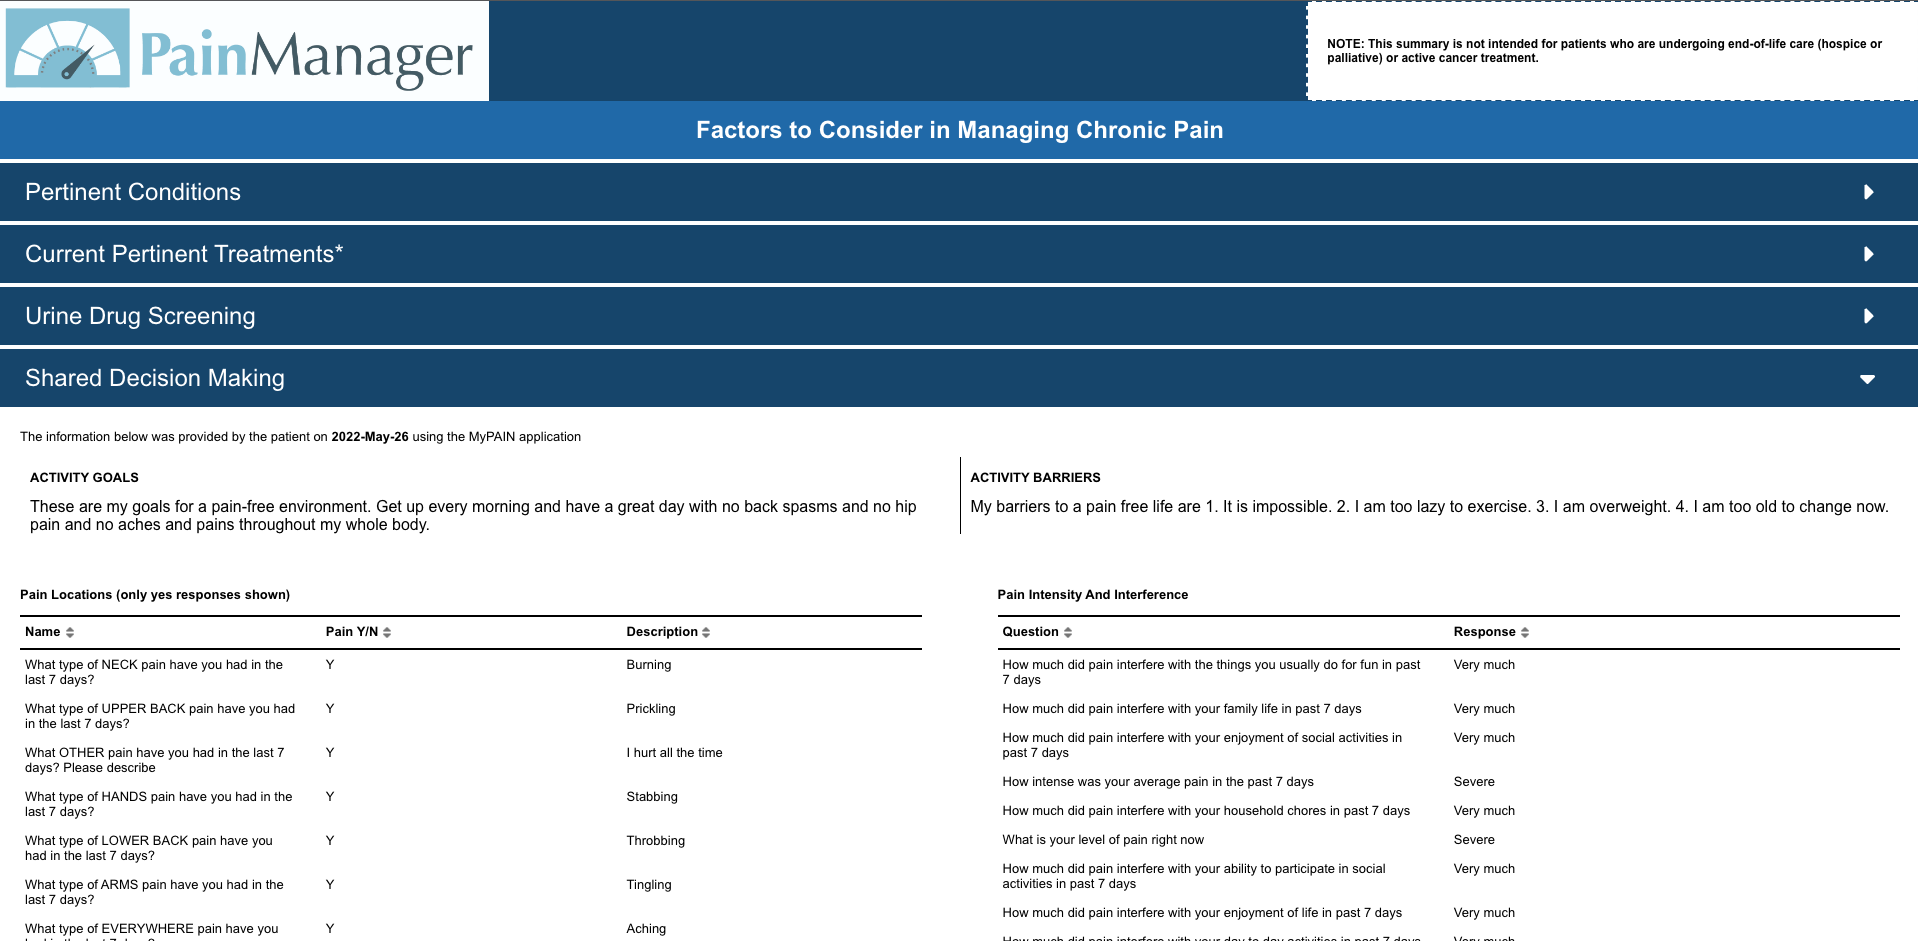 PainManager
NOTE: This summary is not intended for patients who are undergoing end-of-life care (hospice or
palliative) or active cancer treatment.
Factors to Consider in Managing Chronic Pain
Pertinent Conditions
Current Pertinent Treatments*
Urine Drug Screening
Shared Decision Making
The information below was provided by the patient on 2022-May-26 using the MyPAIN application
ACTIVITY GOALS
These are my goals for a pain-free environment. Get up every morning and have a great day with no back spasms and no hip
pain and no aches and pains throughout my whole body.
ACTIVITY BARRIERS
My barriers to a pain free life are 1. It is impossible. 2. I am too lazy to exercise. 3. I am overweight. 4. I am too old to change now.
Pain Locations (only yes responses shown)
Name Pain Y/N Description
What type of NECK pain have you had in the Y Burning
last 7 days?
What type of UPPER BACK pain have you had Y Prickling
in the last 7 days?
What OTHER pain have you had in the last 7 Y I hurt all the time
days? Please describe
What type of HANDS pain have you had in the Y Stabbing
last 7 days?
What type of LOWER BACK pain have you Y Throbbing
had in the last 7 days?
What type of ARMS pain have you had in the Y Tingling
last 7 days?
What type of EVERYWHERE pain have you Y Aching
had in the last 7 days?
Pain Intensity And Interference
Question Response
How much did pain interfere with the things you usually do for fun in past Very much
7 days
How much did pain interfere with your family life in past 7 days Very much
How much did pain interfere with your enjoyment of social activities in Very much
past 7 days
How intense was your average pain in the past 7 days Severe
How much did pain interfere with your household chores in past 7 days Very much
What is your level of pain right now Severe
How much did pain interfere with your ability to participate in social Very much
activities in past 7 days
How much did pain interfere with your enjoyment of life in past 7 days Very much
How much did pain interfere with your day to day activities in past 7 days Very much